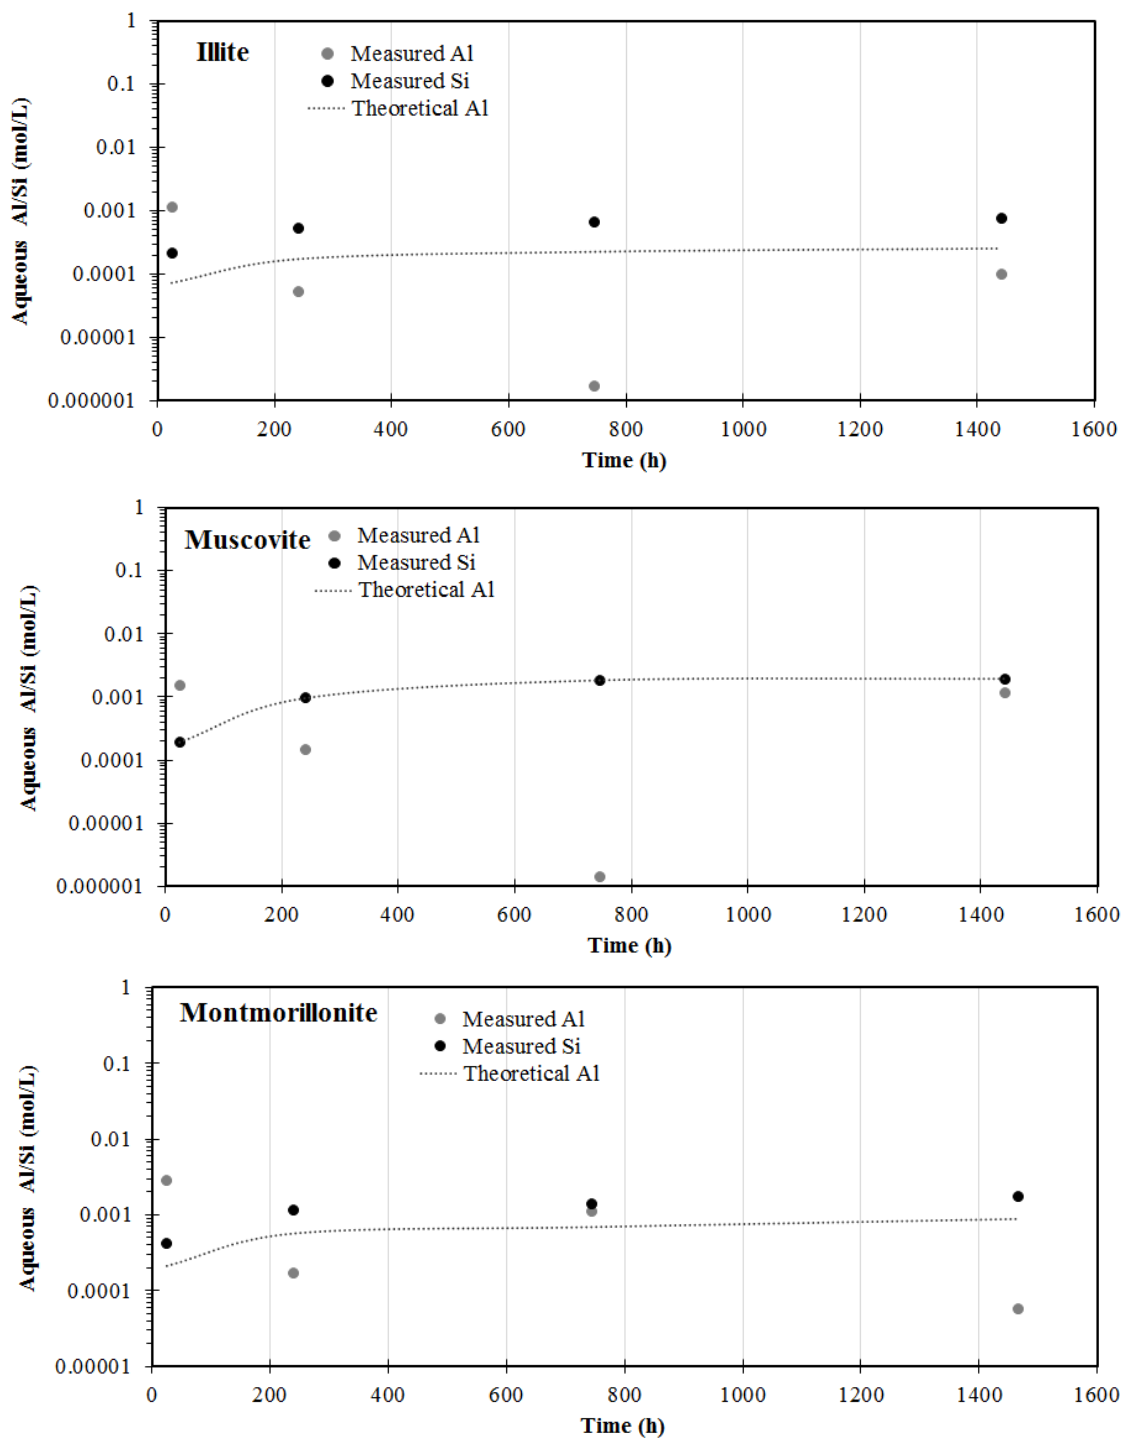 Illite
Measured Al
Measured Si
Theoretical Al
Aqueous Al/Si (mol/L)
1
0.1
0.01
0.001
0.0001
0.00001
0.000001
0 200 400 600 800 1000 1200 1400 1600
Time (h)
Muscovite
Measured Al
Measured Si
Theoretical Al
Aqueous Al/Si (mol/L)
1
0.1
0.01
0.001
0.0001
0.00001
0.000001
0 200 400 600 800 1000 1200 1400 1600
Time (h)
Montmorillonite
Measured Al
Measured Si
Theoretical Al
Aqueous Al/Si (mol/L)
1
0.1
0.01
0.001
0.0001
0.00001
0 200 400 600 800 1000 1200 1400 1600
Time (h)